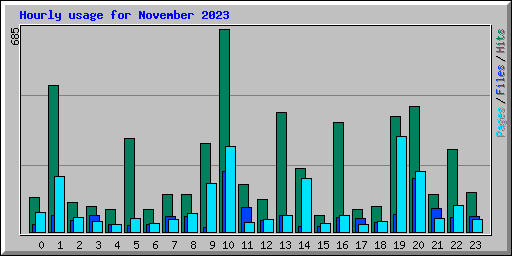 Hourly usage for November 2023
685
Pages/Files/Hits
0 1 2 3 4 5 6 7 8 9 10 11 12 13 14 15 16 17 18 19 20 21 22 23